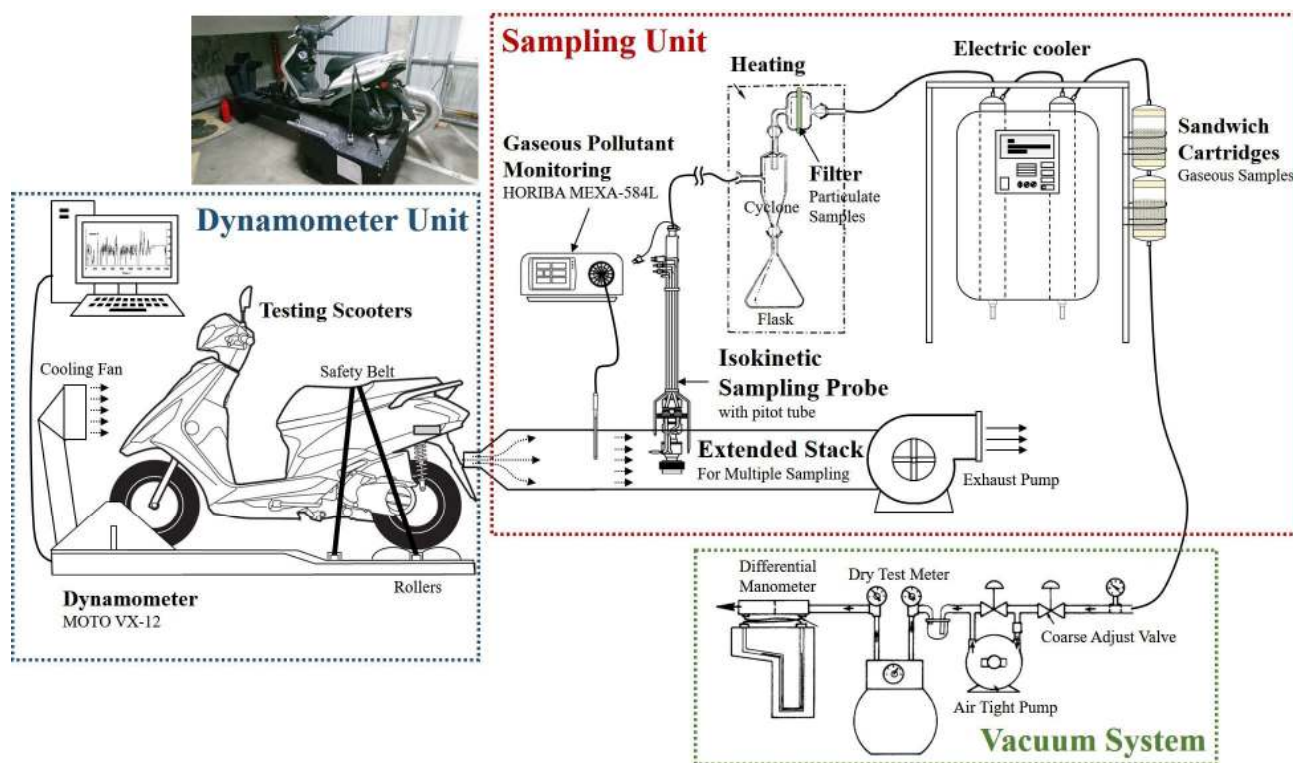 Sampling Unit
Electric cooler
Heating
Sandwich
Cartridges
Gaseous Samples
Gaseous Pollutant
Monitoring
HORIBA MEXA-584L
Filter
Particulate
Samples
Cyclone
Flask
Dynamometer Unit
Testing Scooters
Cooling Fan
Safety Belt
Isokinetic
Sampling Probe
with pitot tube
Extended Stack
For Multiple Sampling
Exhaust Pump
Rollers
Dynamometer
MOTO VX-12
Differential
Manometer
Dry Test Meter
Coarse Adjust Valve
Air Tight Pump
Vacuum System